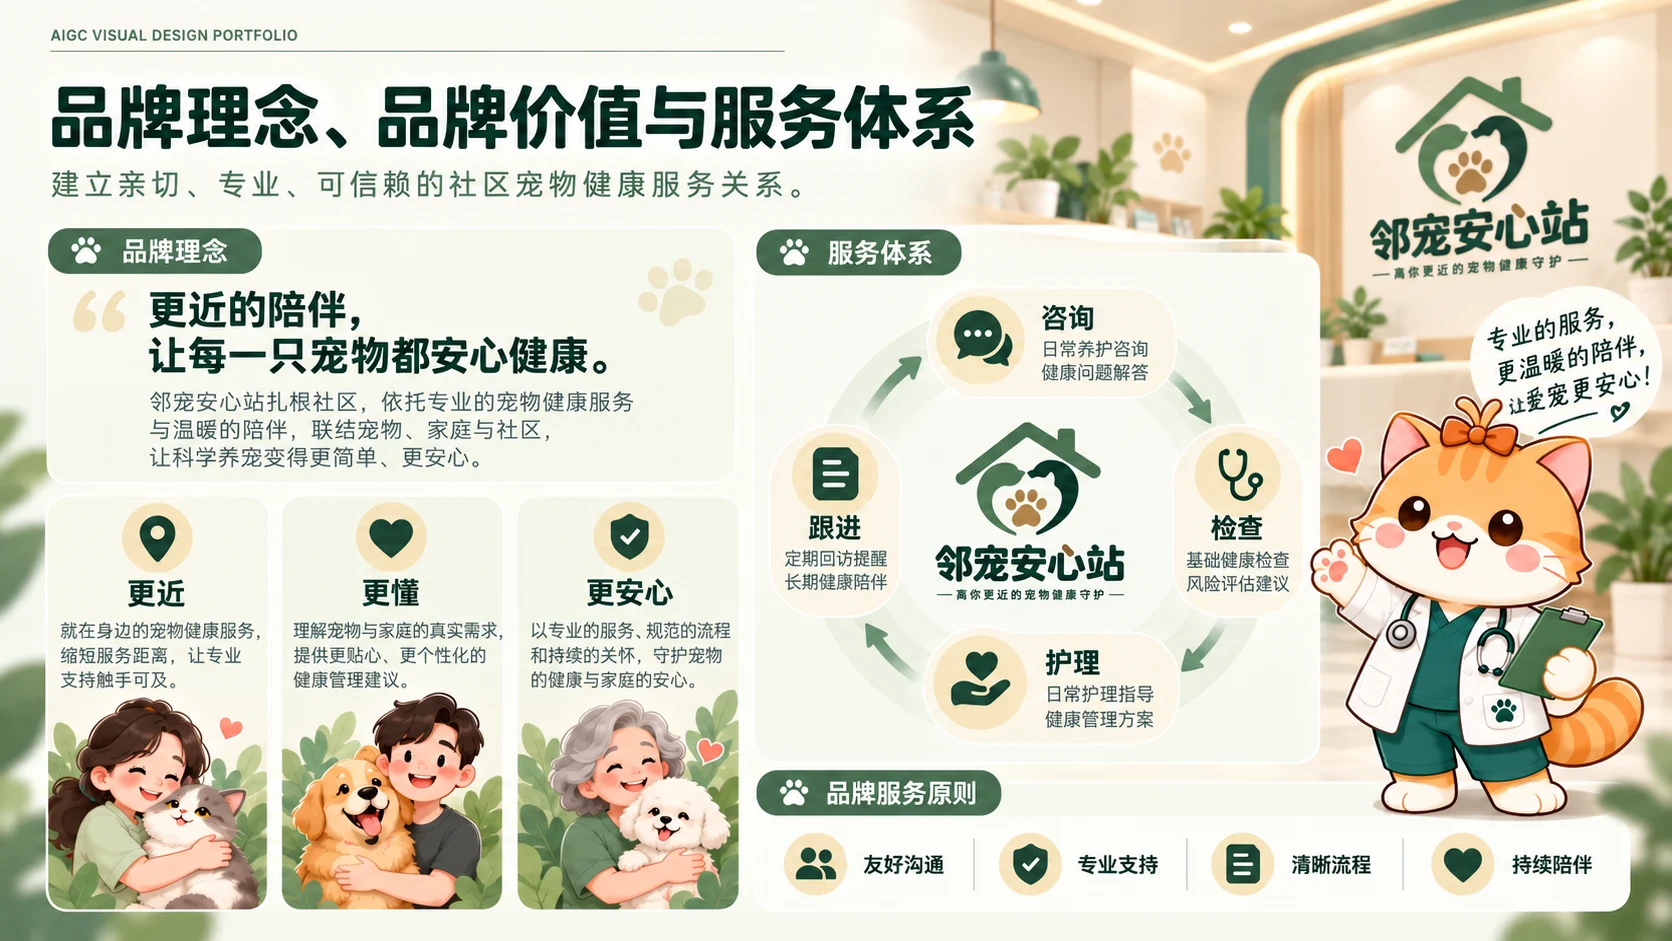 AIGC VISUAL DESIGN PORTFOLIO
品牌理念、品牌价值与服务体系
建立亲切、专业、可信赖的社区宠物健康服务关系。
品牌理念
“
更近的陪伴，
让每一只宠物都安心健康。
邻宠安心站扎根社区，依托专业的宠物健康服务
与温暖的陪伴，联结宠物、家庭与社区，
让科学养宠变得更简单、更安心。
更近
就在身边的宠物健康服务，
缩短服务距离，让专业
支持触手可及。
更懂
理解宠物与家庭的真实需求，
提供更贴心、更个性化的
健康管理建议。
更安心
以专业的服务、规范的流程
和持续的关怀，守护宠物
的健康与家庭的安心。
服务体系
咨询
日常养护咨询
健康问题解答
检查
基础健康检查
风险评估建议
护理
日常护理指导
健康管理方案
跟进
定期回访提醒
长期健康陪伴
邻宠安心站
离你更近的宠物健康守护
邻宠安心站
离你更近的宠物健康守护
专业的服务，
更温暖的陪伴，
让爱宠更安心！
品牌服务原则
友好沟通
专业支持
清晰流程
持续陪伴